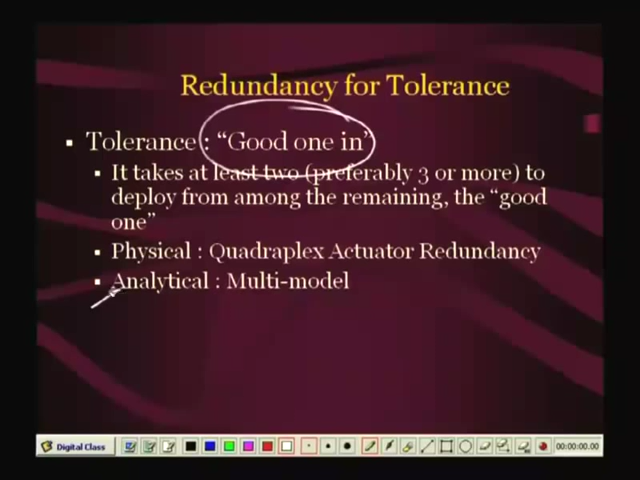 Redundancy for Tolerance
▪ Tolerance : “Good one in”
▪ It takes at least two (preferably 3 or more) to
deploy from among the remaining, the “good
one”
▪ Physical : Quadraplex Actuator Redundancy
▪ Analytical : Multi-model
Digital Class
00:00:00.00